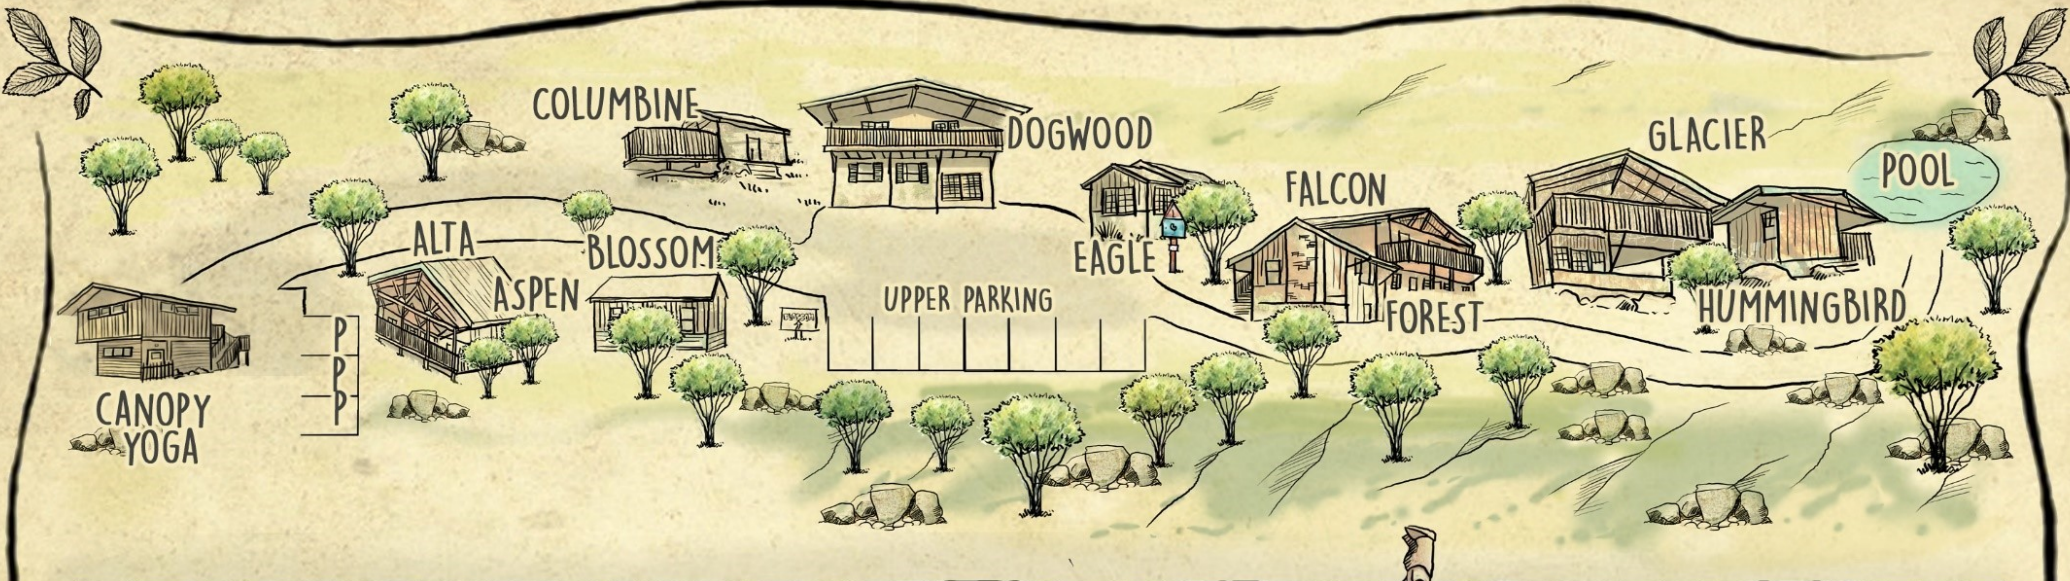 COLUMBINE
DOGWOOD
GLACIER
POOL
FALCON
ALTA
BLOSSOM
EAGLE
ASPEN
UPPER PARKING
HUMMINGBIRD
FOREST
P
P
P
CANOPY
YOGA